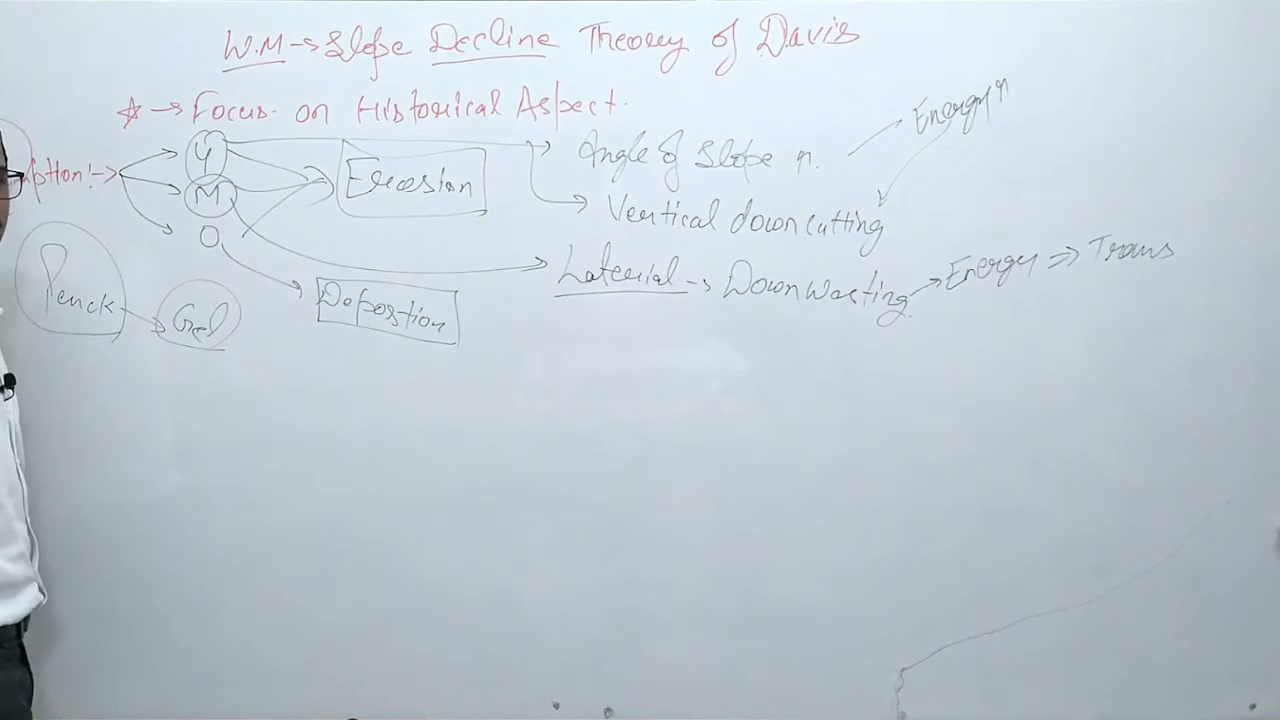 W.M → Slope Decline Theory of Davis
☆ → Focus on Historical Aspect.
ption! →
Y
M
O
Erosion
Deposition
Angle of Slope
Energy
Vertical down cutting
Lateral → Down Wasting → Energy ⇒ Trans
Penck →